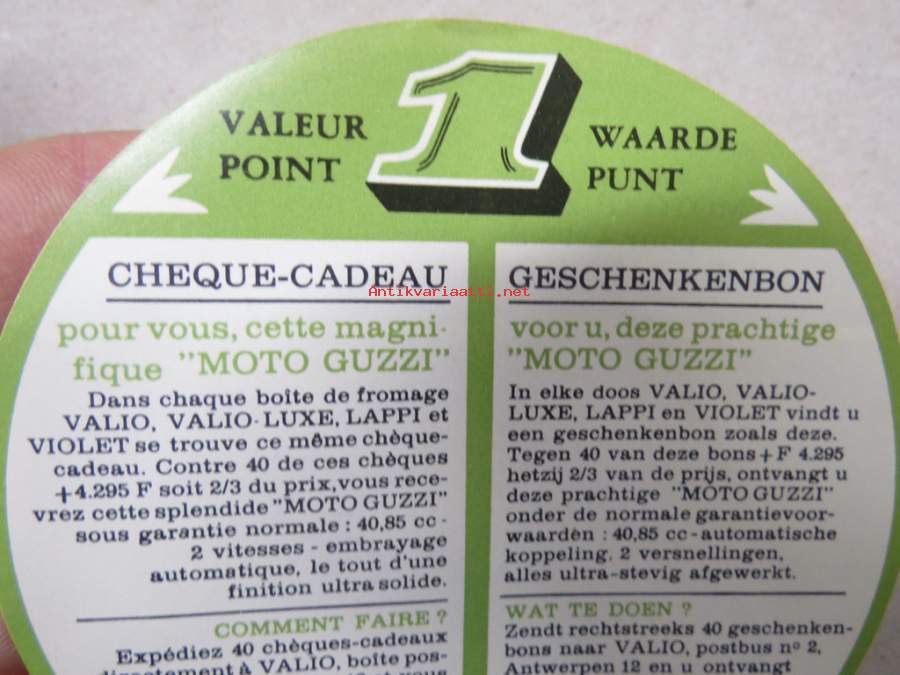 1
VALEUR
POINT
WAARDE
PUNT
CHEQUE-CADEAU
pour vous, cette magni-
fique "MOTO GUZZI"
Dans chaque boîte de fromage
VALIO, VALIO-LUXE, LAPPI et
VIOLET se trouve ce même chèque-
cadeau. Contre 40 de ces chèques
+4.295 F soit 2/3 du prix, vous rece-
vrez cette splendide "MOTO GUZZI"
sous garantie normale : 40,85 cc -
2 vitesses - embrayage
automatique, le tout d'une
finition ultra solide.
COMMENT FAIRE ?
Expédiez 40 chèques-cadeaux
directement à VALIO, boîte pos-
GESCHENKENBON
voor u, deze prachtige
"MOTO GUZZI"
In elke doos VALIO, VALIO-
LUXE, LAPPI en VIOLET vindt u
een geschenkenbon zoals deze.
Tegen 40 van deze bons + F 4.295
hetzij 2/3 van de prijs, ontvangt u
deze prachtige "MOTO GUZZI"
onder de normale garantievoor-
waarden : 40,85 cc - automatische
koppeling. 2 versnellingen,
alles ultra-stevig afgewerkt.
WAT TE DOEN ?
Zendt rechtstreeks 40 geschenken-
bons naar VALIO, postbus nº 2,
Antwerpen 12 en u ontvangt
Antikvariaatti.net